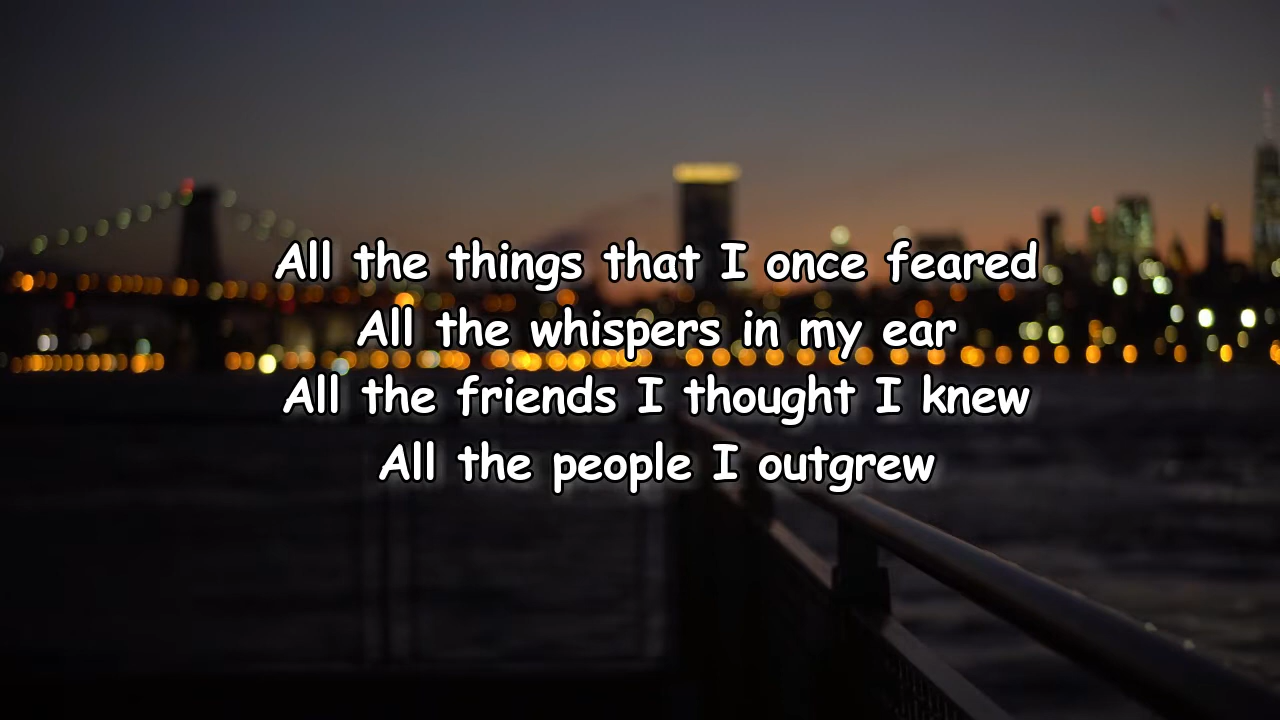 All the things that I once feared
All the whispers in my ear
All the friends I thought I knew
All the people I outgrew